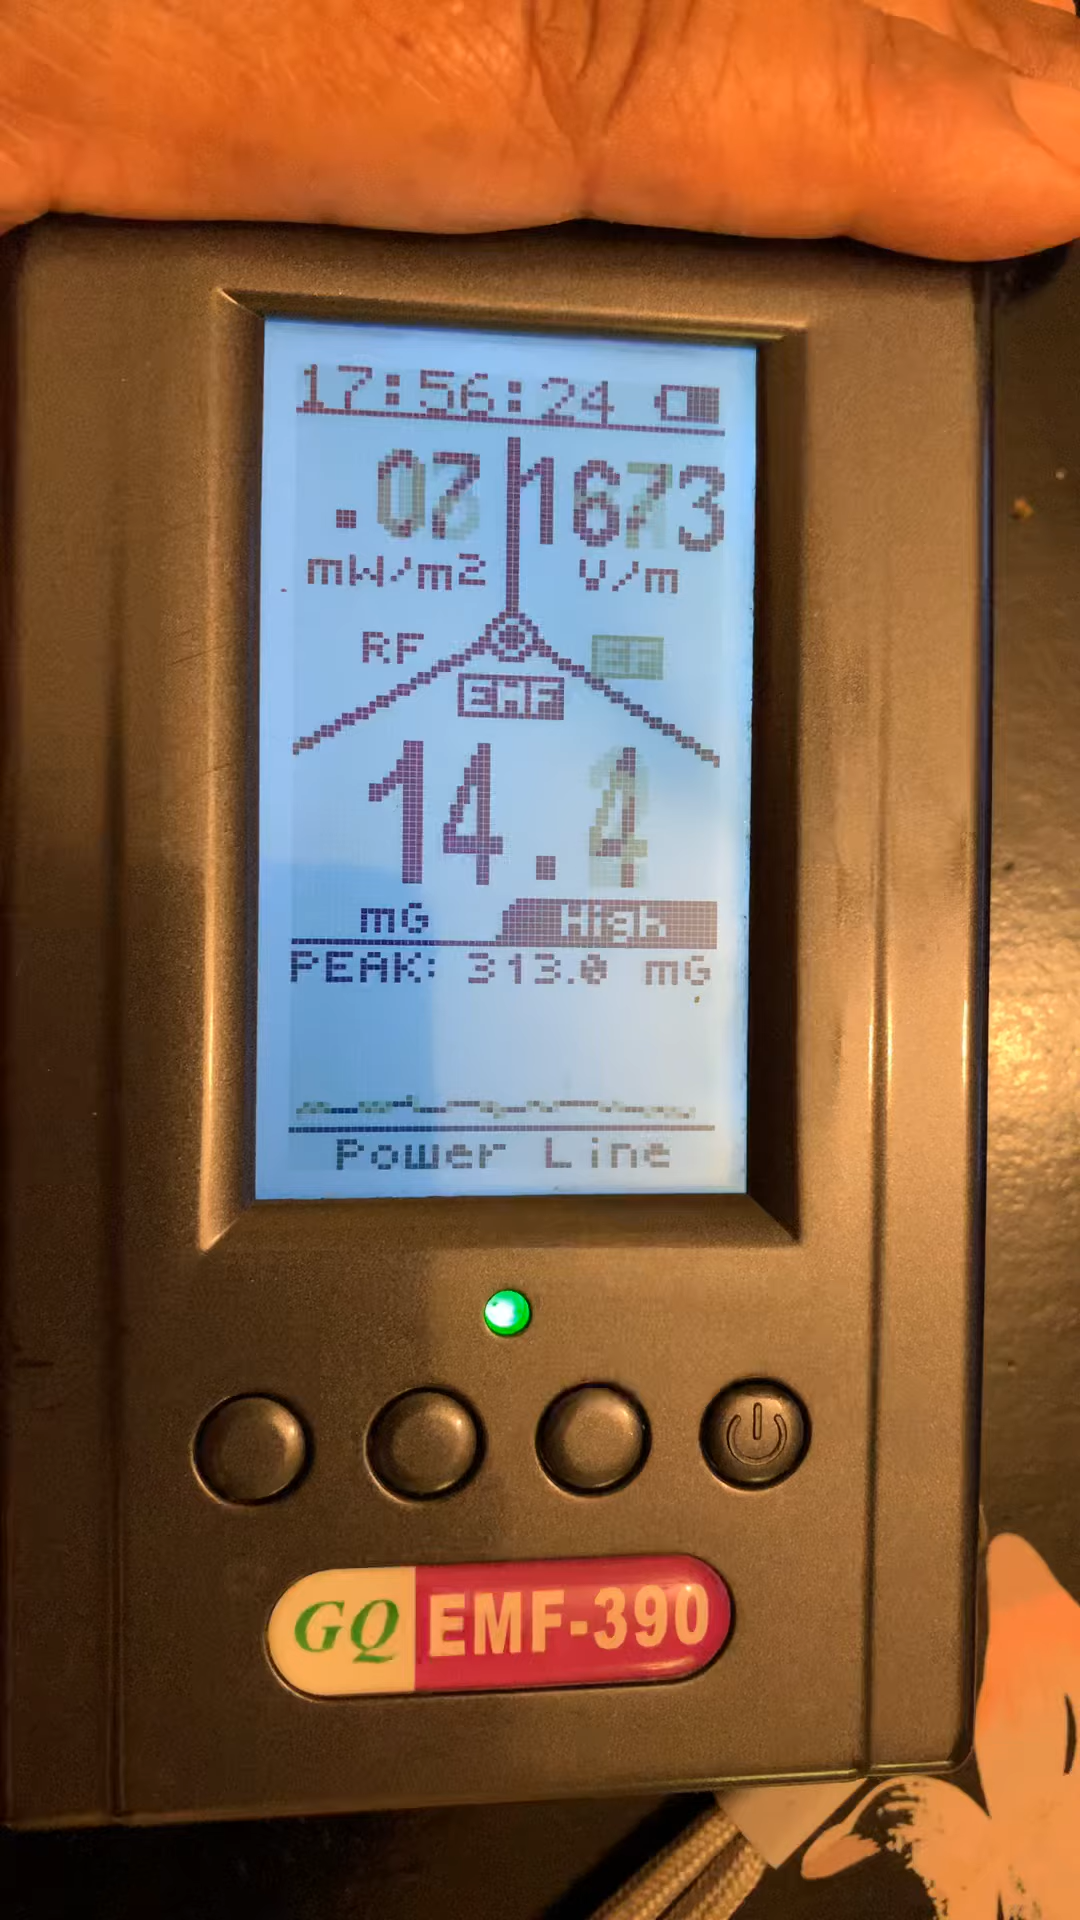 17:56:24
.07 1673
mW/m2 V/m
RF EF
EMF
14.4
mG High
PEAK: 313.0 mG
Power Line
GQ EMF-390